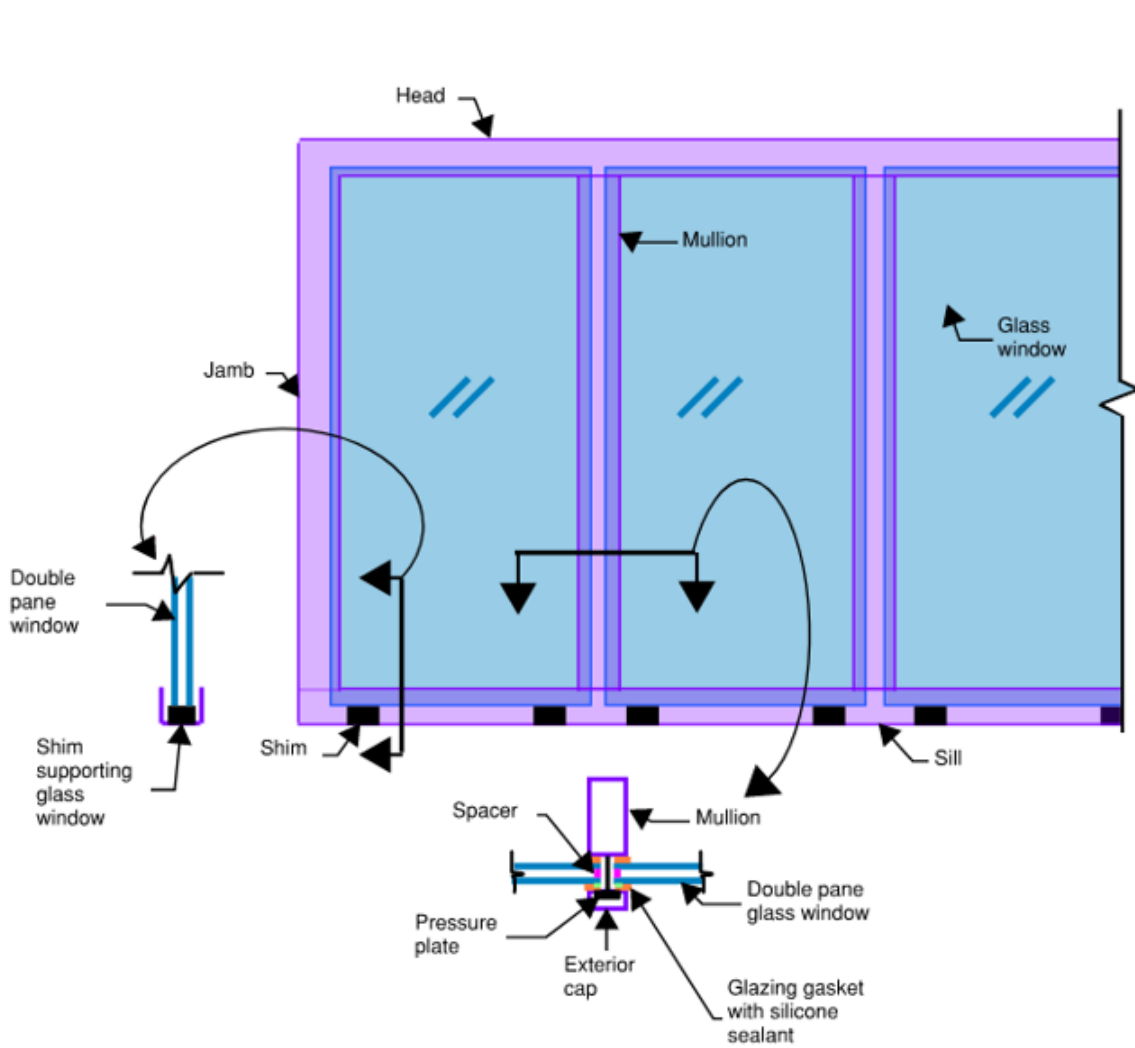 Head
Mullion
Glass
window
Jamb
Double
pane
window
Shim
supporting
glass
window
Shim
Sill
Spacer
Mullion
Double pane
glass window
Pressure
plate
Exterior
cap
Glazing gasket
with silicone
sealant